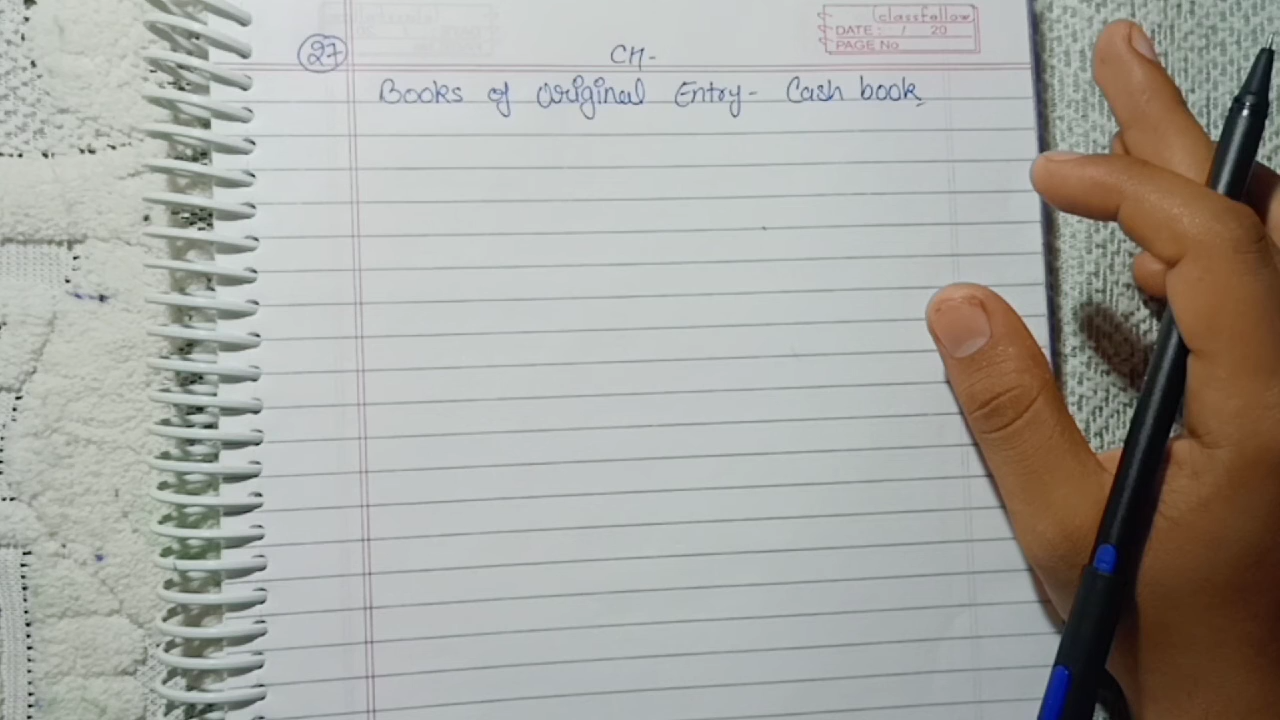 classfellow
DATE : / 20
PAGE No
27
CH-
Books of Original Entry- Cash book